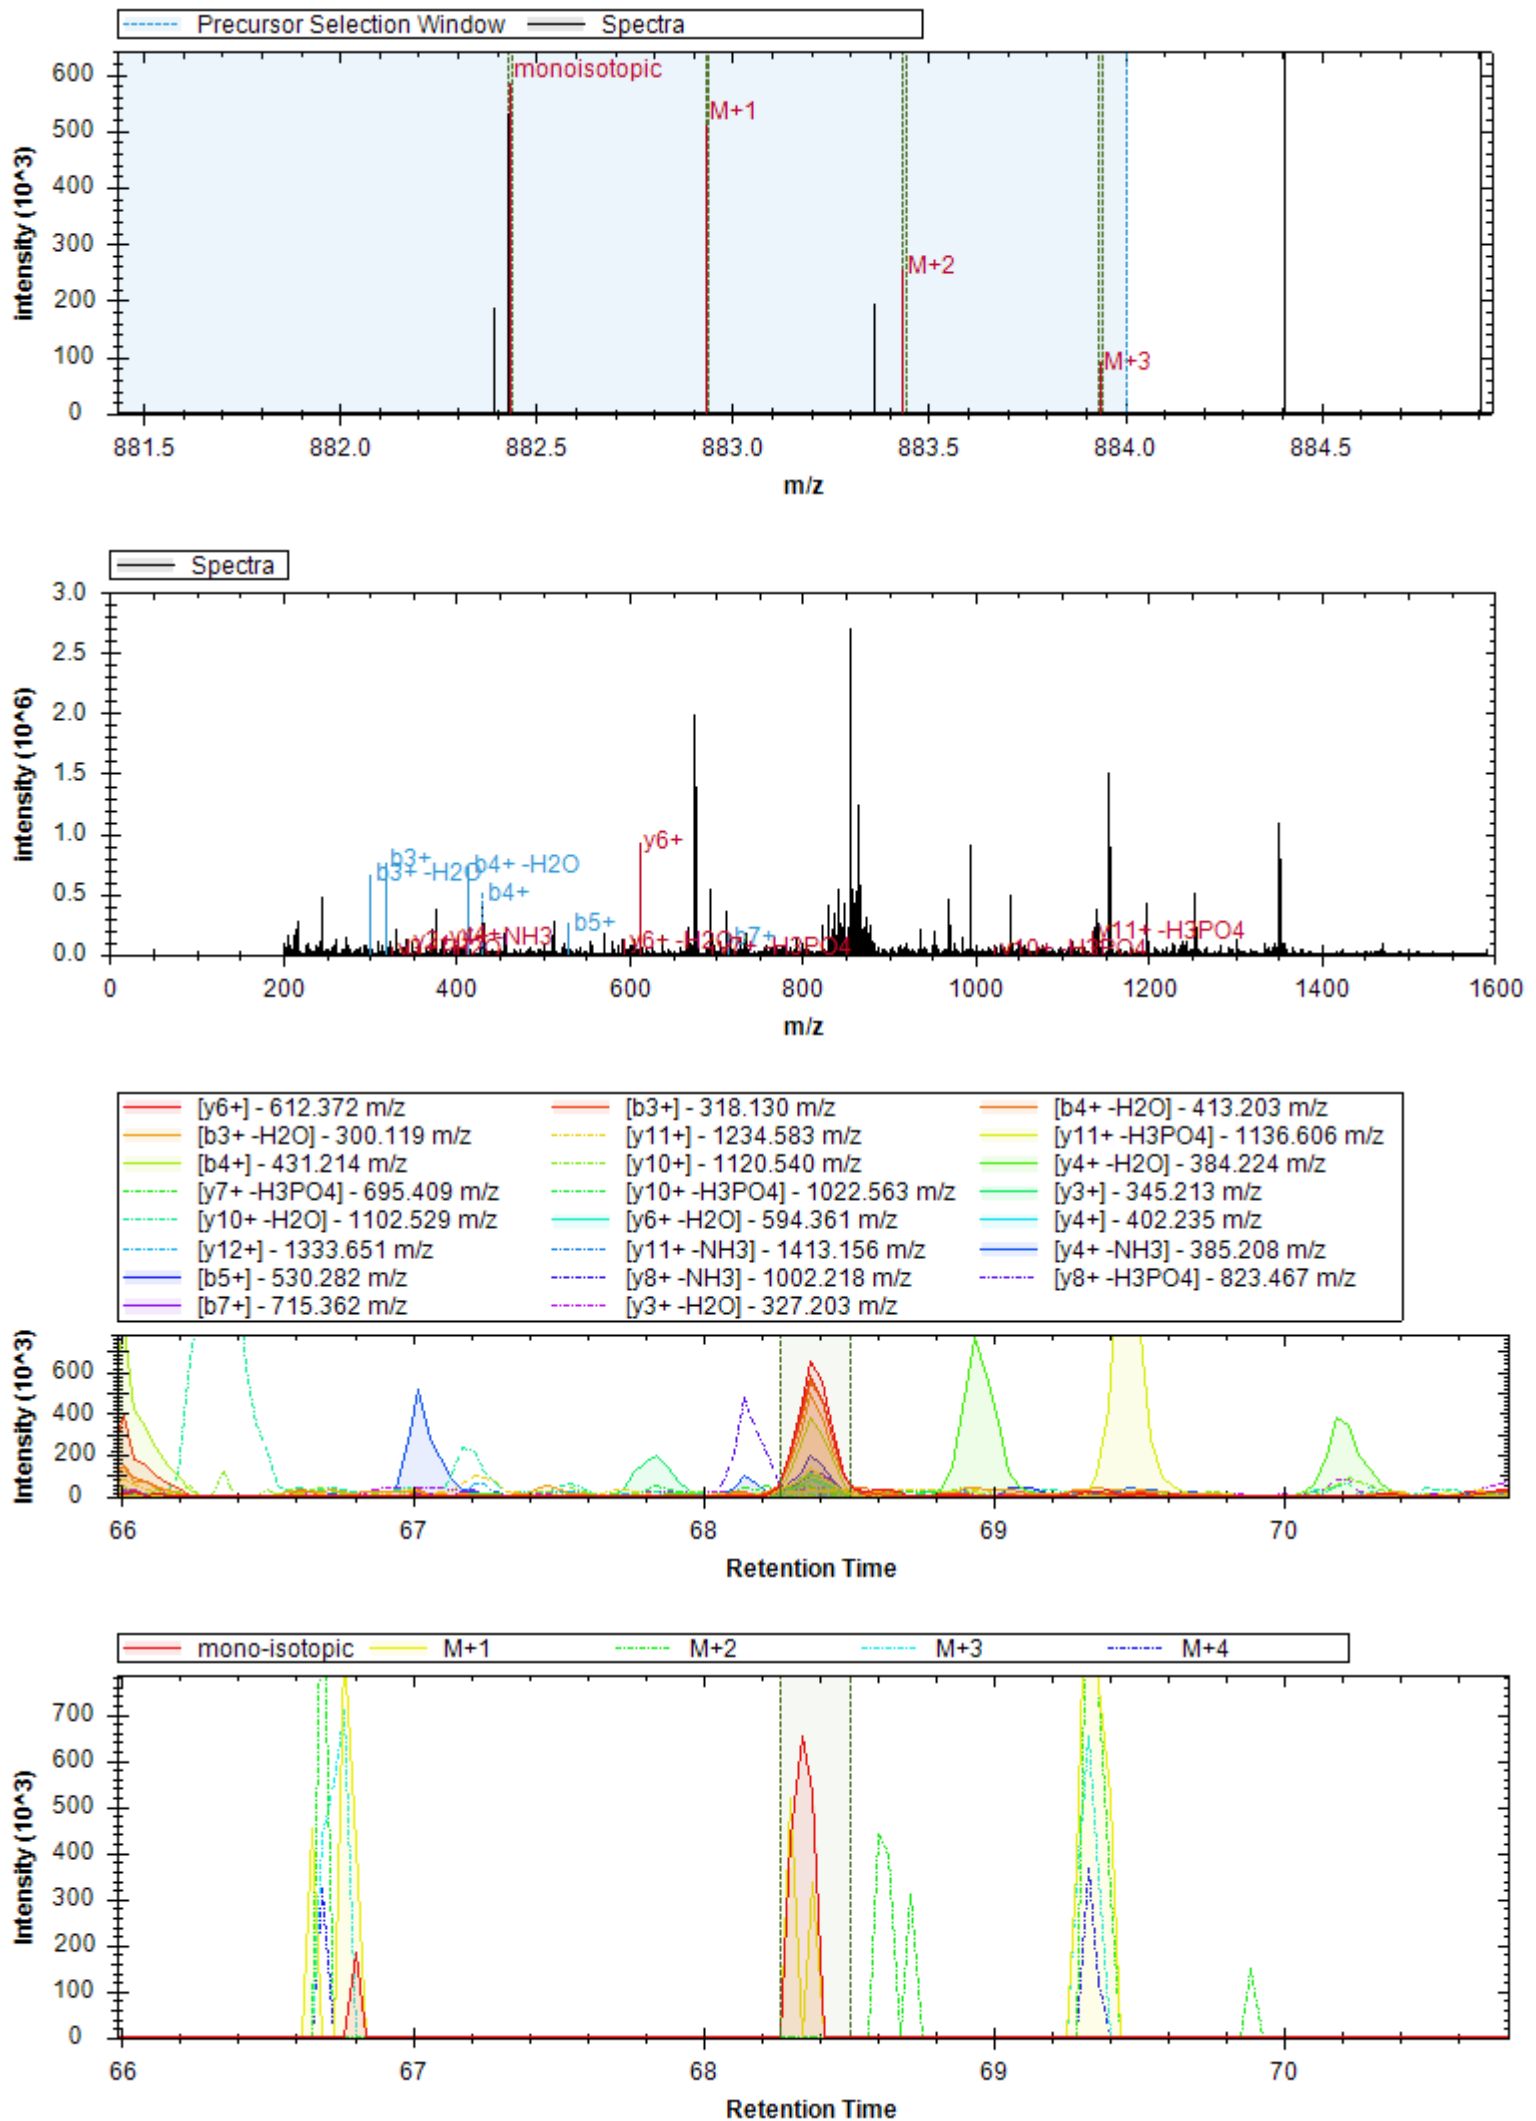 Precursor Selection Window Spectra
600
500
400
300
200
100
0
intensity (10^3)
monoisotopic
M+1
M+2
M+3
881.5 882.0 882.5 883.0 883.5 884.0 884.5
m/z
Spectra
3.0
2.5
2.0
1.5
1.0
0.5
0.0
intensity (10^6)
y6+
b3+
b4+ -H2O
b3+ -H2O
b4+
b5+
b7+
y11+ -H3PO4
y6+ -H2O
y10+ -H3PO4
0 200 400 600 800 1000 1200 1400 1600
m/z
[y6+] - 612.372 m/z [b3+] - 318.130 m/z [b4+ -H2O] - 413.203 m/z
[b3+ -H2O] - 300.119 m/z [y11+] - 1234.583 m/z [y11+ -H3PO4] - 1136.606 m/z
[b4+] - 431.214 m/z [y10+] - 1120.540 m/z [y4+ -H2O] - 384.224 m/z
[y7+ -H3PO4] - 695.409 m/z [y10+ -H3PO4] - 1022.563 m/z [y3+] - 345.213 m/z
[y10+ -H2O] - 1102.529 m/z [y6+ -H2O] - 594.361 m/z [y4+] - 402.235 m/z
[y12+] - 1333.651 m/z [y11+ -NH3] - 1413.156 m/z [y4+ -NH3] - 385.208 m/z
[b5+] - 530.282 m/z [y8+ -NH3] - 1002.218 m/z [y8+ -H3PO4] - 823.467 m/z
[b7+] - 715.362 m/z [y3+ -H2O] - 327.203 m/z
600
400
200
0
Intensity (10^3)
66 67 68 69 70
Retention Time
mono-isotopic M+1 M+2 M+3 M+4
700
600
500
400
300
200
100
0
Intensity (10^3)
66 67 68 69 70
Retention Time